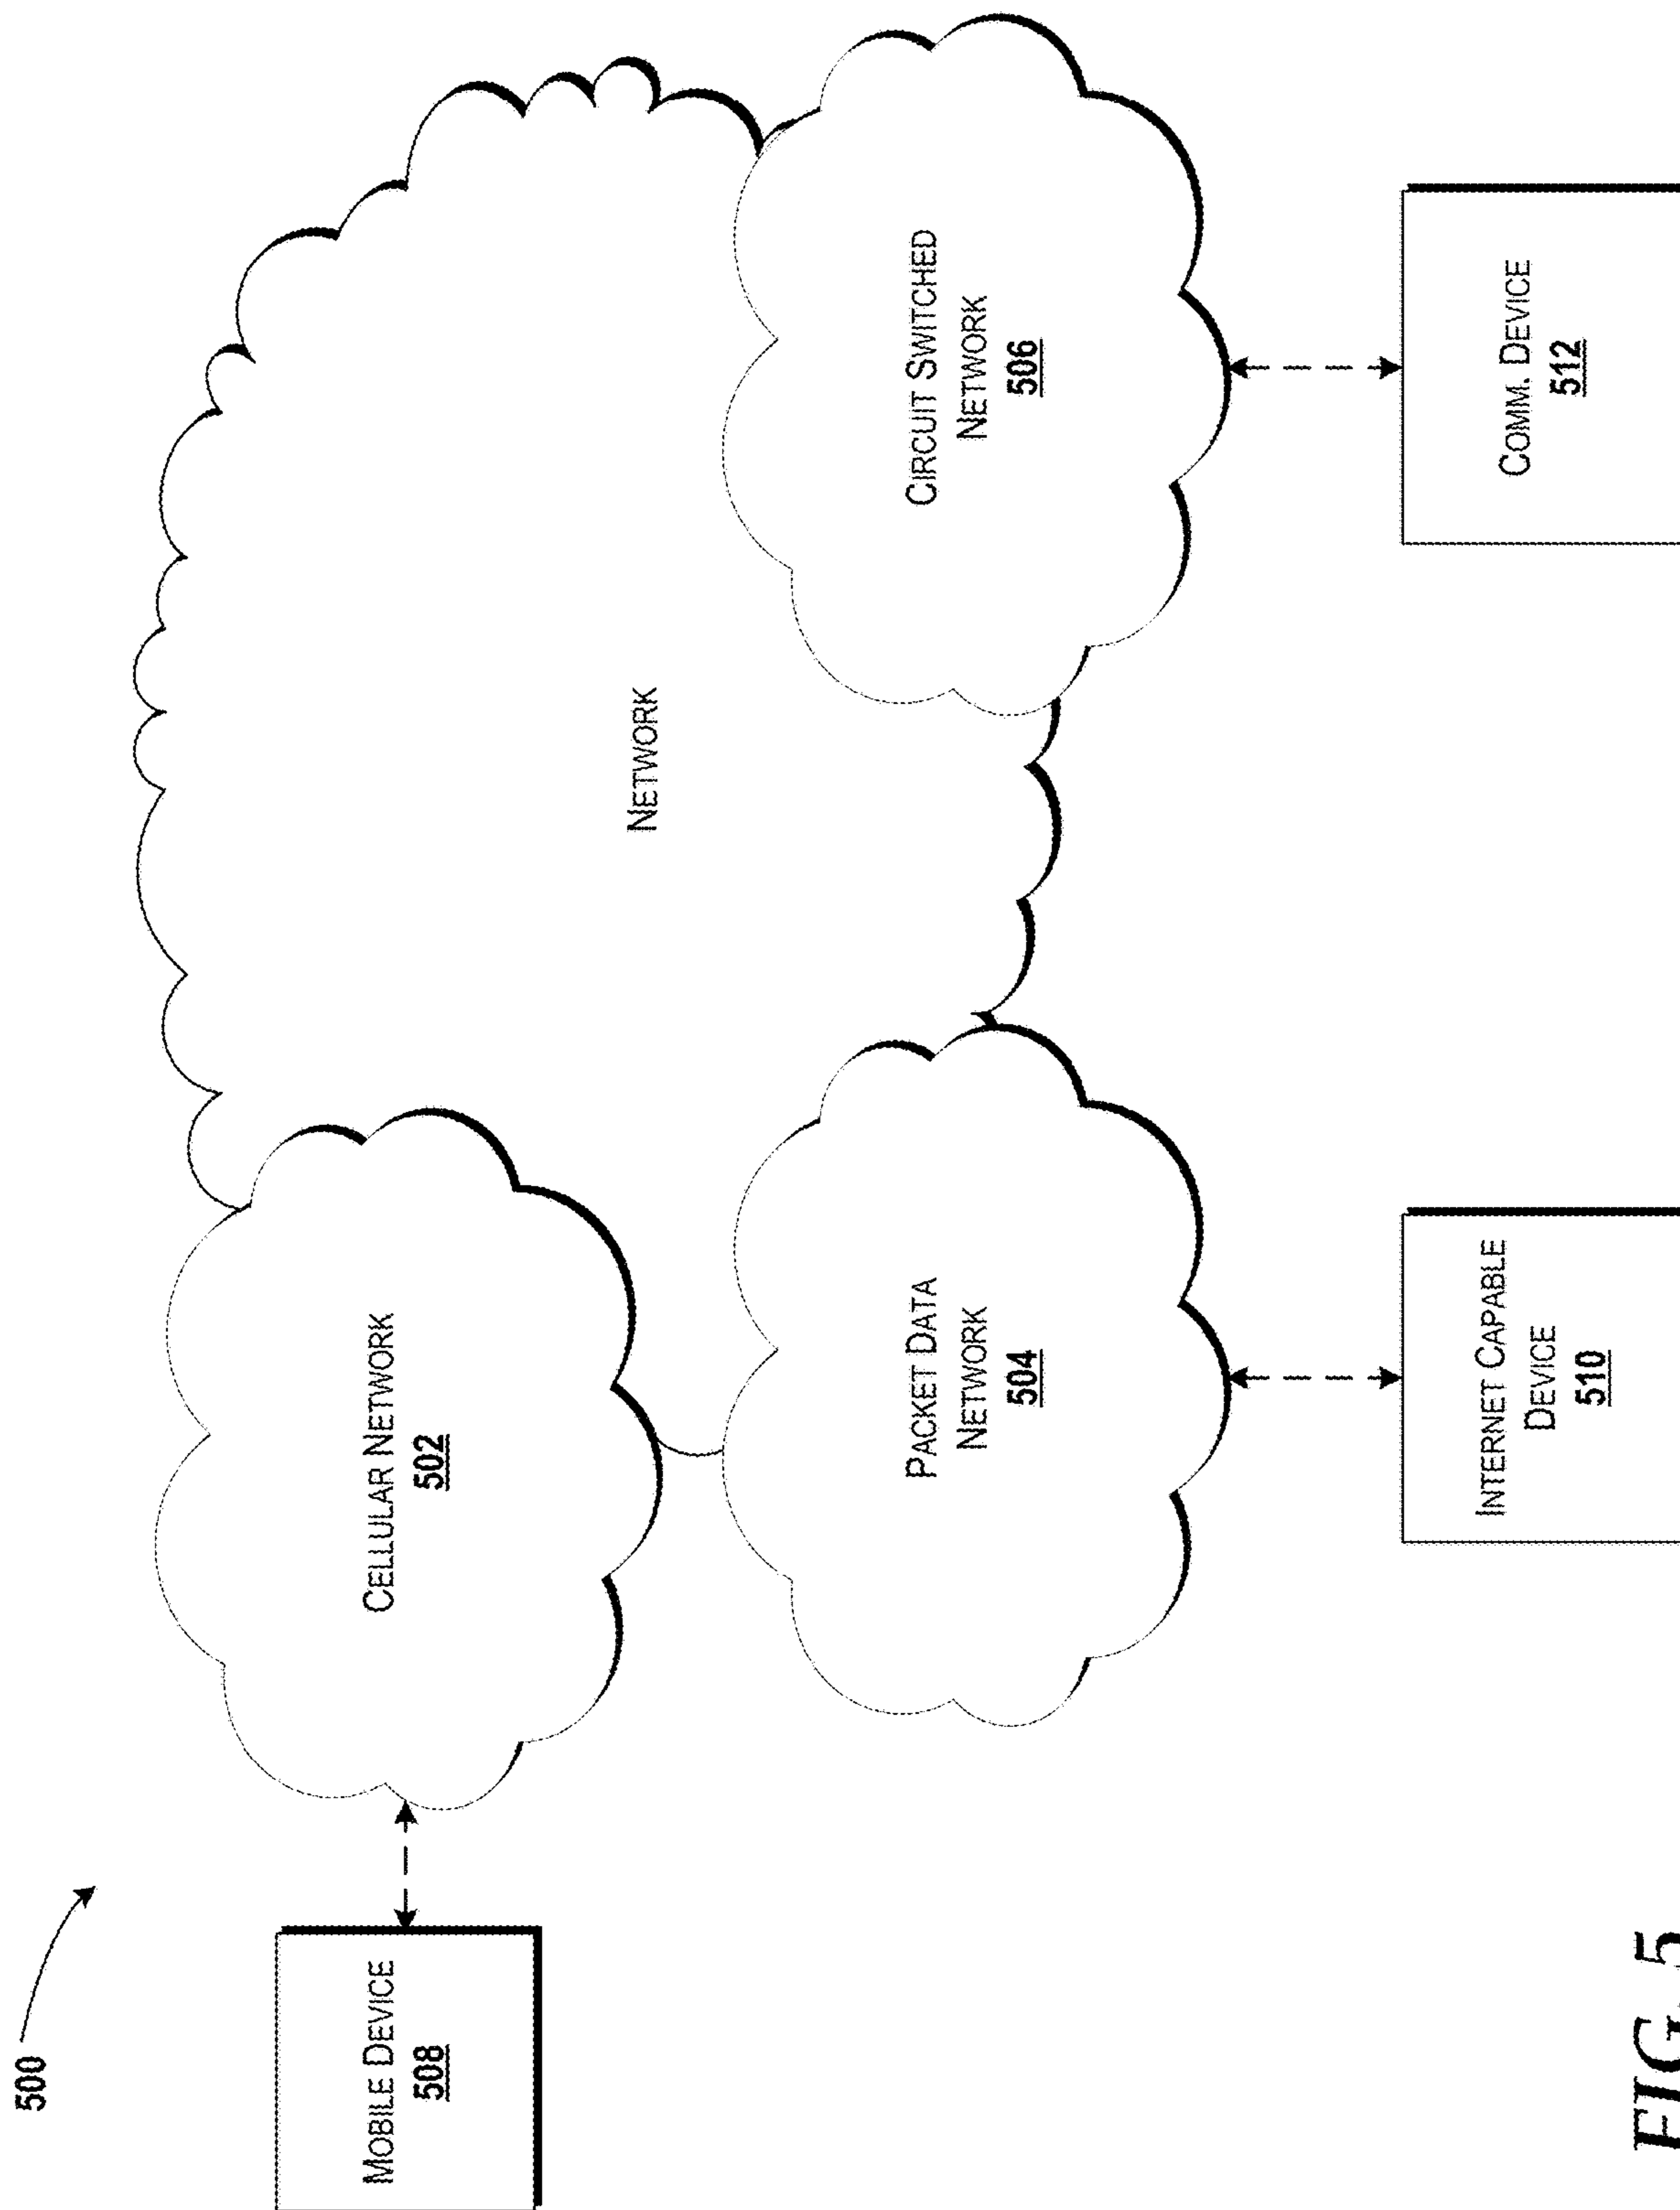 500
MOBILE DEVICE
508
CELLULAR NETWORK
502
NETWORK
PACKET DATA
NETWORK
504
CIRCUIT SWITCHED
NETWORK
506
INTERNET CAPABLE
DEVICE
510
COMM. DEVICE
512
FIG. 5